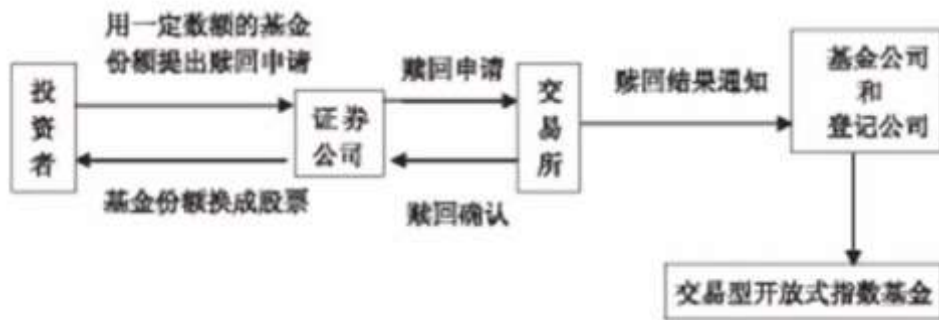 用一定数额的基金
份额提出赎回申请
投资者
证券
公司
赎回申请
交易所
赎回结果通知
基金公司
和
登记公司
基金份额换成股票
赎回确认
交易型开放式指数基金